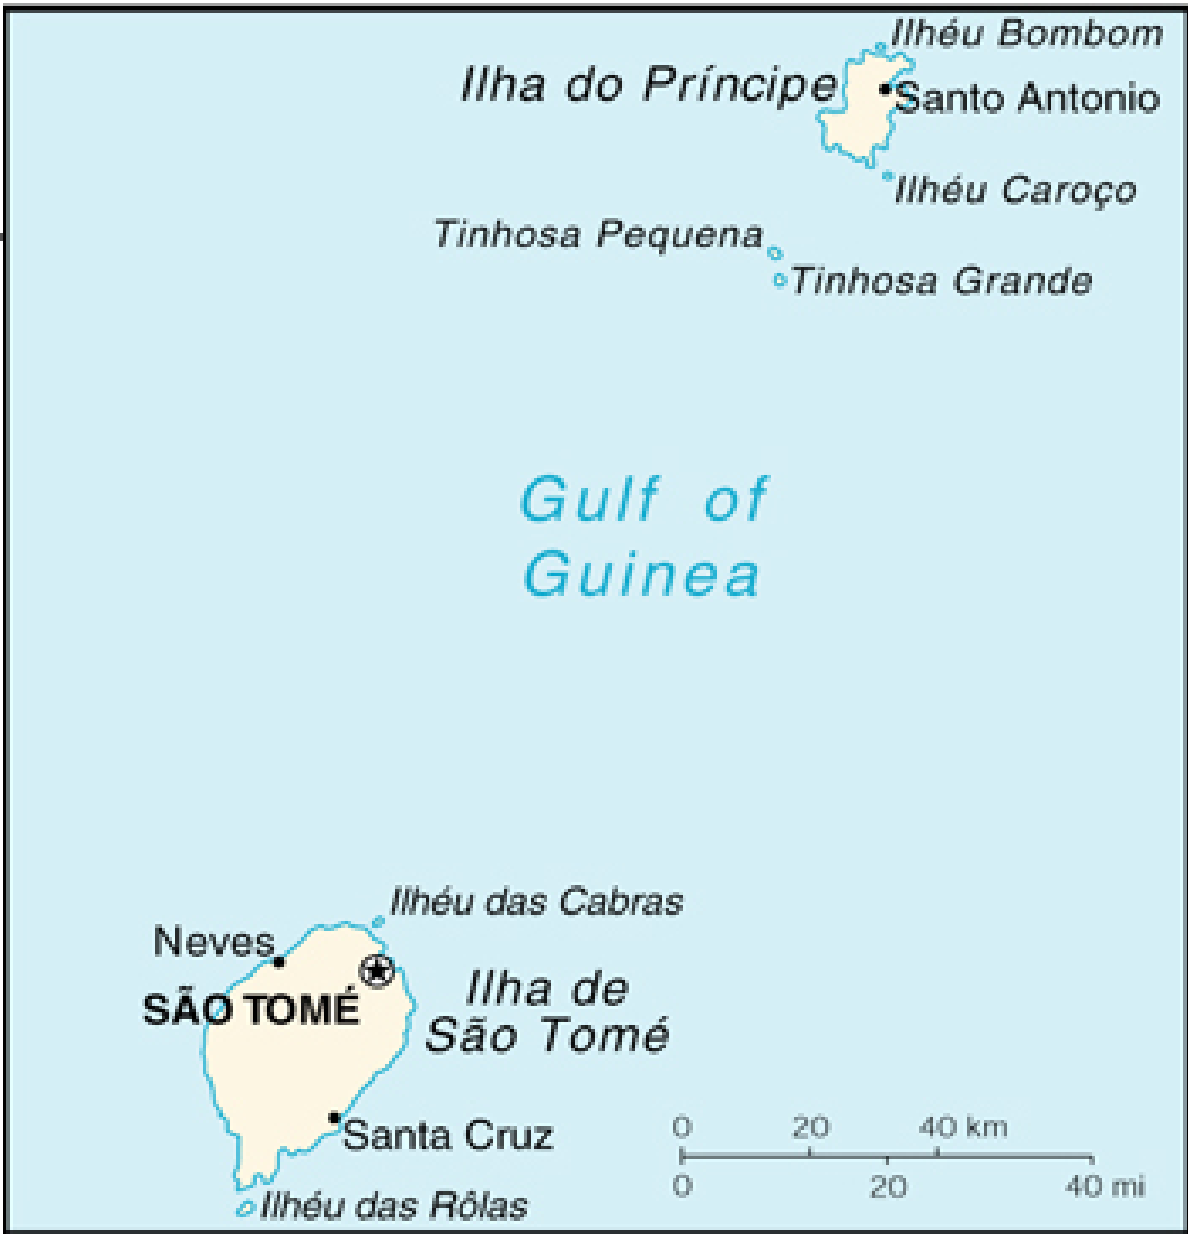 Ilhéu Bombom
Ilha do Príncipe
Santo Antonio
Ilhéu Caroço
Tinhosa Pequena
Tinhosa Grande
Gulf of
Guinea
Ilhéu das Cabras
Neves
SÃO TOMÉ
Ilha de
São Tomé
Santa Cruz
Ilhéu das Rôlas
0 20 40 km
0 20 40 mi